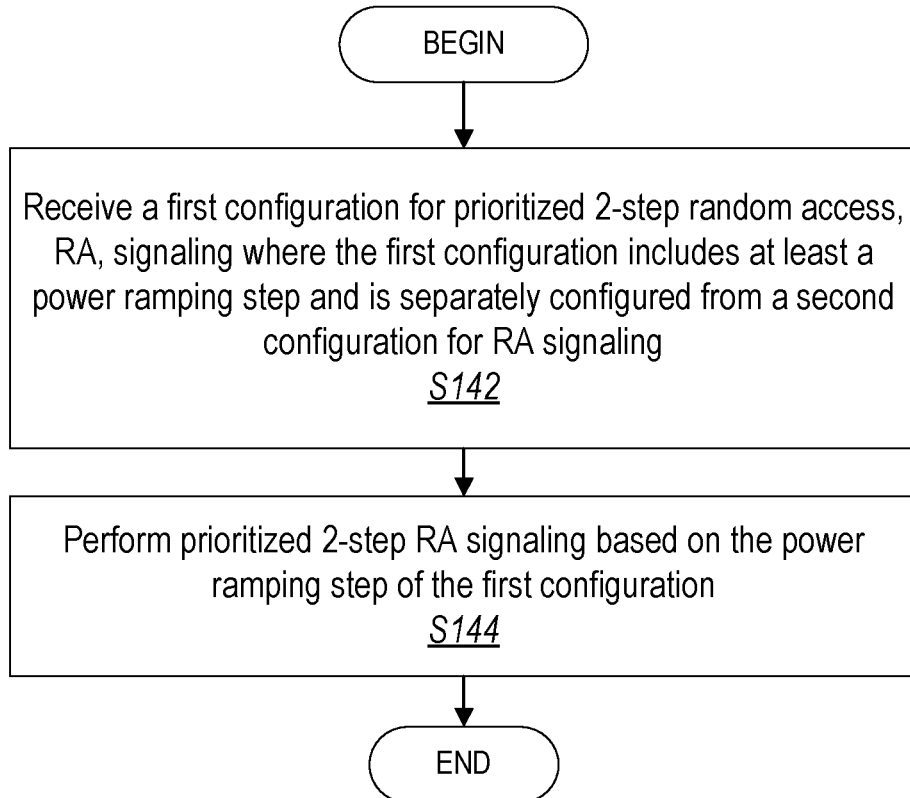 BEGIN
Receive a first configuration for prioritized 2-step random access,
RA, signaling where the first configuration includes at least a
power ramping step and is separately configured from a second
configuration for RA signaling
S142
Perform prioritized 2-step RA signaling based on the power
ramping step of the first configuration
S144
END